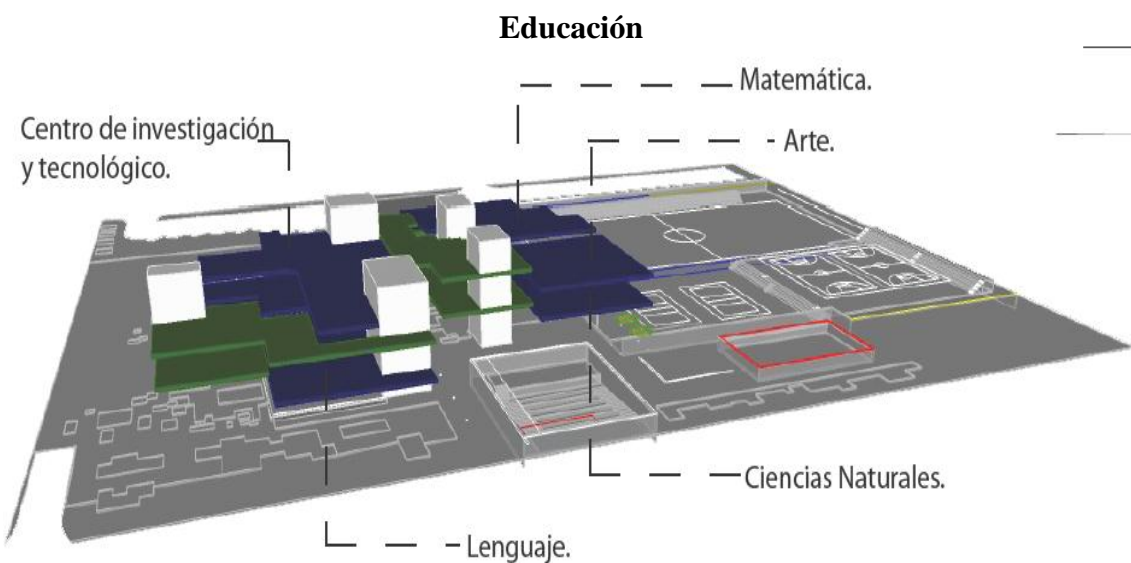 Educación
Matemática.
Centro de investigación
y tecnológico.
Arte.
Ciencias Naturales.
Lenguaje.